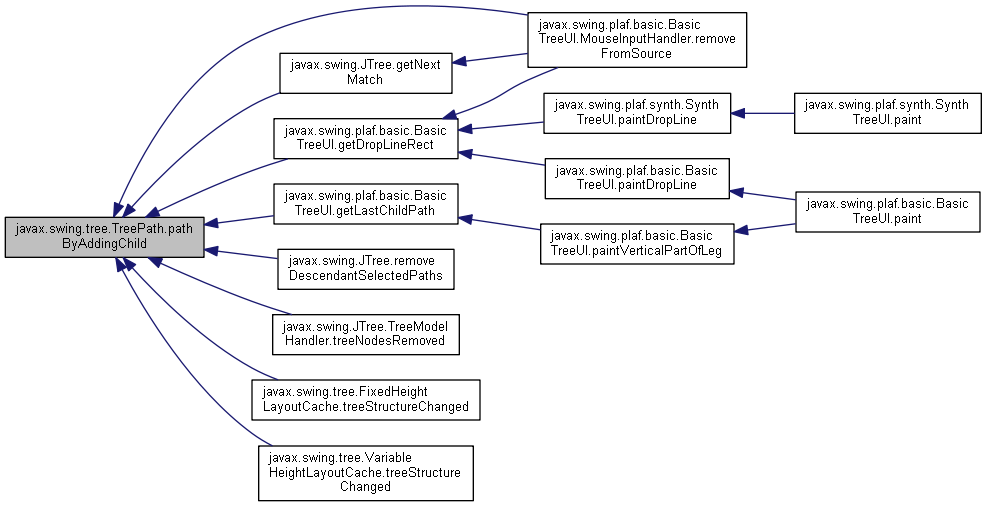 javax.swing.tree.TreePath.path
ByAddingChild
javax.swing.plaf.basic.Basic
TreeUI.MouseInputHandler.remove
FromSource
javax.swing.JTree.getNext
Match
javax.swing.plaf.basic.Basic
TreeUI.getDropLineRect
javax.swing.plaf.synth.Synth
TreeUI.paintDropLine
javax.swing.plaf.synth.Synth
TreeUI.paint
javax.swing.plaf.basic.Basic
TreeUI.paintDropLine
javax.swing.plaf.basic.Basic
TreeUI.paint
javax.swing.plaf.basic.Basic
TreeUI.getLastChildPath
javax.swing.plaf.basic.Basic
TreeUI.paintVerticalPartOfLeg
javax.swing.JTree.remove
DescendantSelectedPaths
javax.swing.JTree.TreeModel
Handler.treeNodesRemoved
javax.swing.tree.FixedHeight
LayoutCache.treeStructureChanged
javax.swing.tree.Variable
HeightLayoutCache.treeStructure
Changed